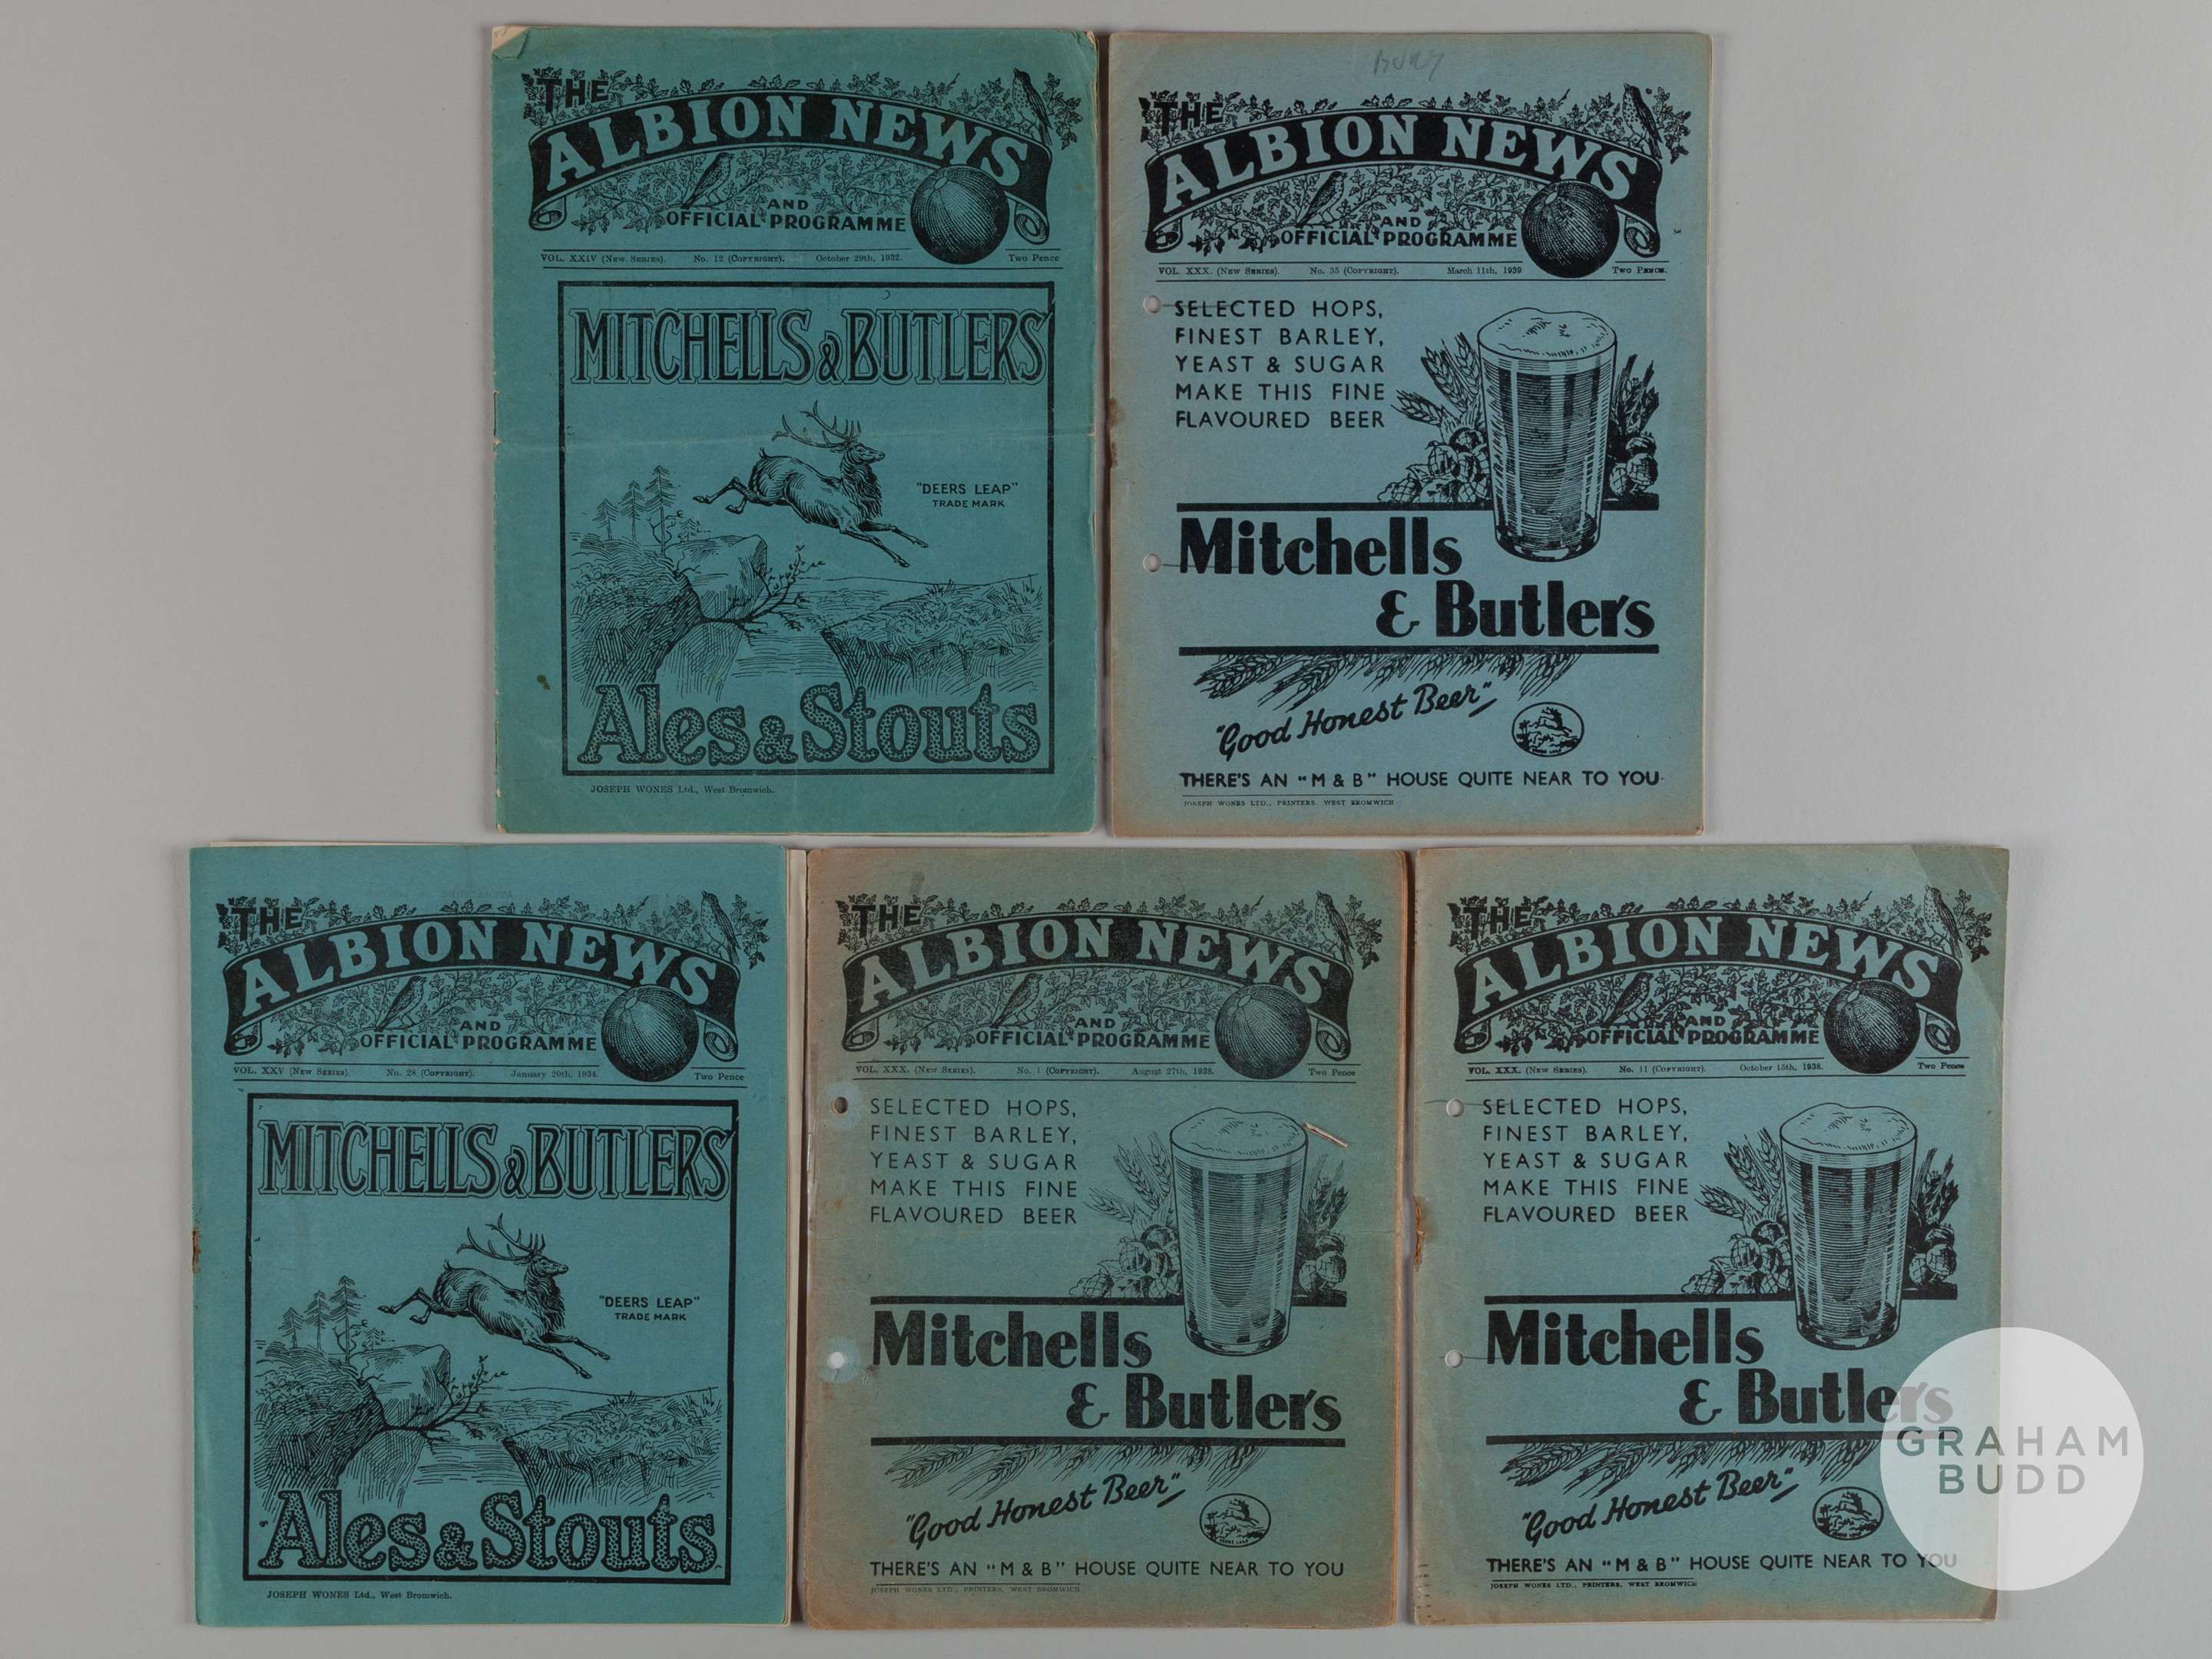 THE
ALBION NEWS
AND
OFFICIAL PROGRAMME
VOL. XXIV (New Series). No. 12 (Copyright). October 29th, 1932. Two Pence
MITCHELLS & BUTLERS
"DEERS LEAP"
TRADE MARK
Ales & Stouts
JOSEPH WONES Ltd., West Bromwich.
Bury
THE
ALBION NEWS
AND
OFFICIAL PROGRAMME
VOL. XXX. (New Series). No. 35 (Copyright). March 11th, 1939 Two Pence.
SELECTED HOPS,
FINEST BARLEY,
YEAST & SUGAR
MAKE THIS FINE
FLAVOURED BEER
Mitchells
& Butlers
"Good Honest Beer"
THERE'S AN "M & B" HOUSE QUITE NEAR TO YOU
JOSEPH WONES LTD., PRINTERS, WEST BROMWICH
THE
ALBION NEWS
AND
OFFICIAL PROGRAMME
VOL. XXV (New Series). No. 28 (Copyright). January 20th, 1934. Two Pence
MITCHELLS & BUTLERS
"DEERS LEAP"
TRADE MARK
Ales & Stouts
JOSEPH WONES Ltd., West Bromwich.
THE
ALBION NEWS
AND
OFFICIAL PROGRAMME
VOL. XXX. (New Series). No. 1 (Copyright). August 27th, 1938. Two Pence
SELECTED HOPS,
FINEST BARLEY,
YEAST & SUGAR
MAKE THIS FINE
FLAVOURED BEER
Mitchells
& Butlers
"Good Honest Beer"
THERE'S AN "M & B" HOUSE QUITE NEAR TO YOU
JOSEPH WONES LTD., PRINTERS, WEST BROMWICH
THE
ALBION NEWS
AND
OFFICIAL PROGRAMME
VOL. XXX. (New Series). No. 11 (Copyright). October 15th, 1938. Two Pence
SELECTED HOPS,
FINEST BARLEY,
YEAST & SUGAR
MAKE THIS FINE
FLAVOURED BEER
Mitchells
& Butlers
"Good Honest Beer"
THERE'S AN "M & B" HOUSE QUITE NEAR TO YOU
JOSEPH WONES LTD., PRINTERS, WEST BROMWICH
GRAHAM
BUDD